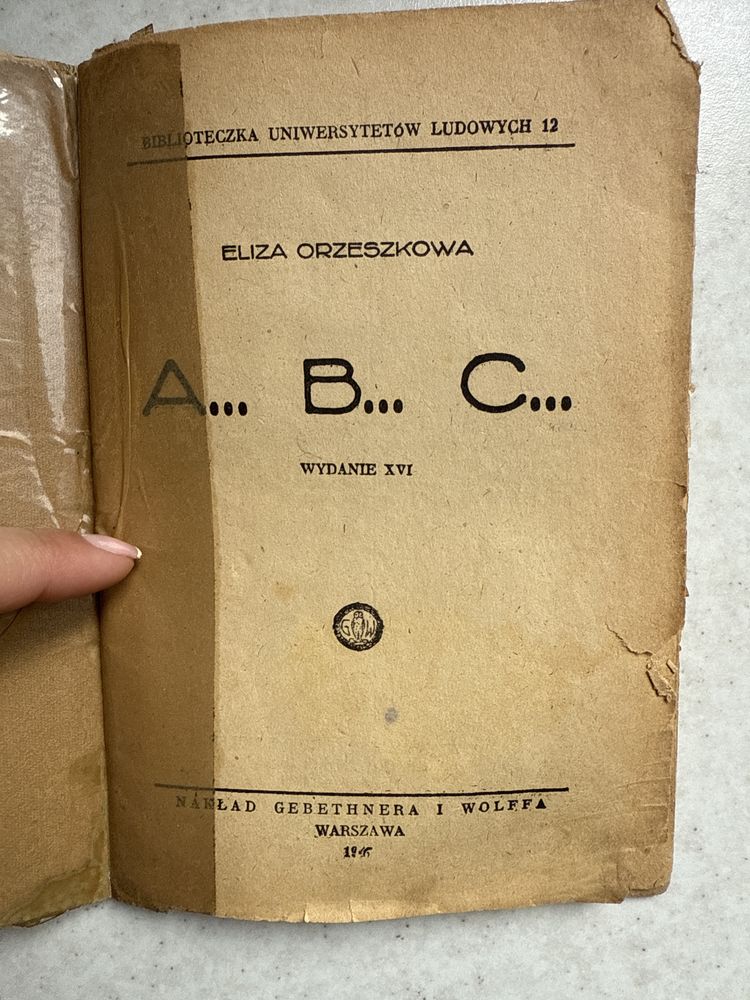 BIBLIOTECZKA UNIWERSYTETÓW LUDOWYCH 12
ELIZA ORZESZKOWA
A... B... C...
WYDANIE XVI
G W
NAKŁAD GEBETHNERA I WOLFFA
WARSZAWA